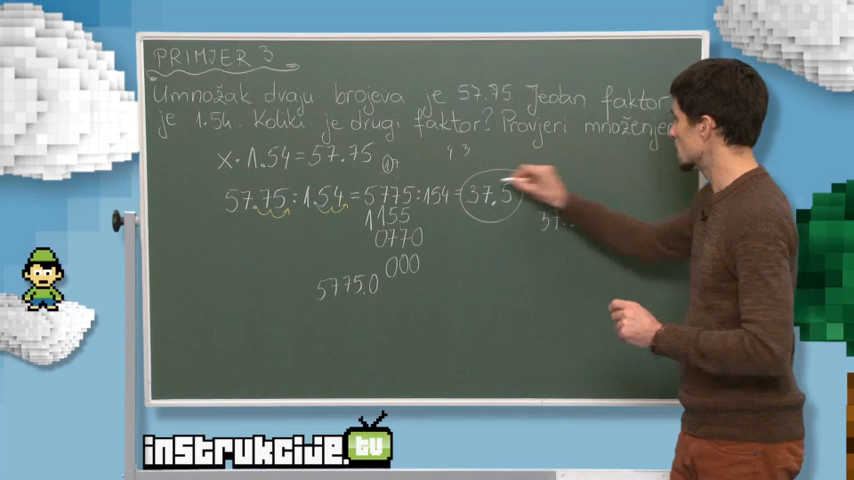 PRIMJER 3
Umnožak dvaju brojeva je 57.75. Jedan faktor
je 1.54. Koliki je drugi faktor? Provjeri množenjem
x·1.54=57.75
57.75:1.54=5775:154=37.5
1155
0770
000
5775.0
instrukcije.tv